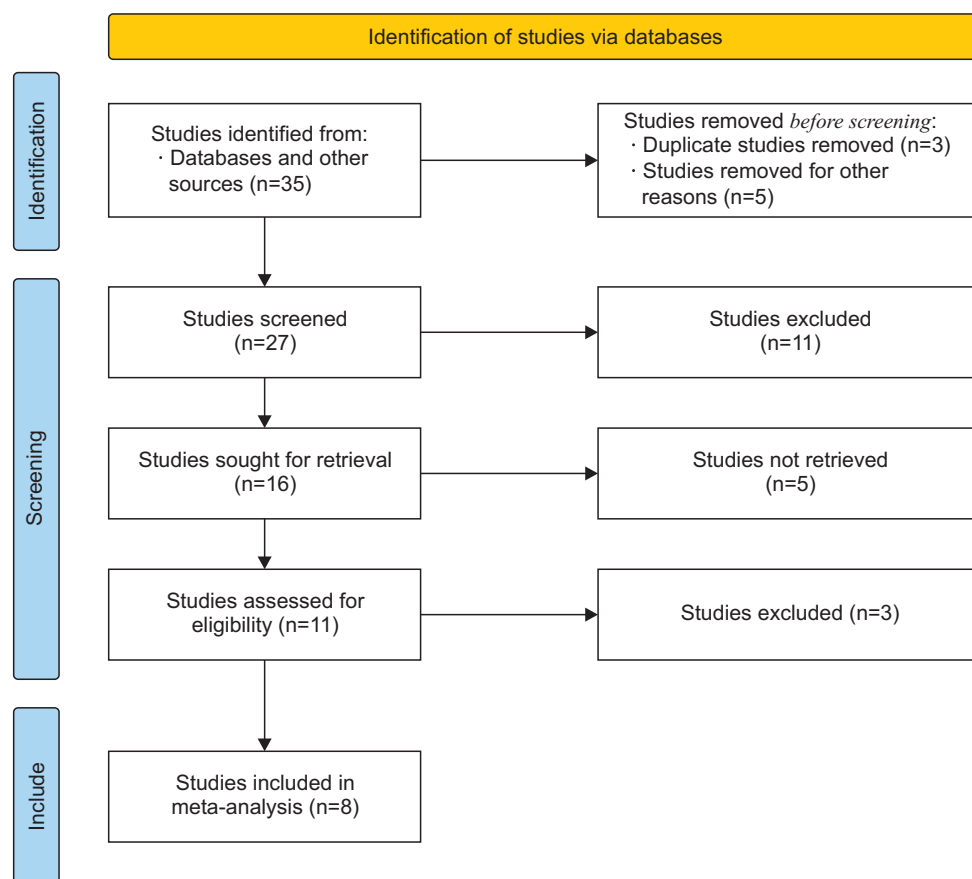 Identification of studies via databases
Identification
Studies identified from:
· Databases and other
sources (n=35)
Studies removed before screening:
· Duplicate studies removed (n=3)
· Studies removed for other
reasons (n=5)
Screening
Studies screened
(n=27)
Studies excluded
(n=11)
Studies sought for retrieval
(n=16)
Studies not retrieved
(n=5)
Studies assessed for
eligibility (n=11)
Studies excluded (n=3)
Include
Studies included in
meta-analysis (n=8)